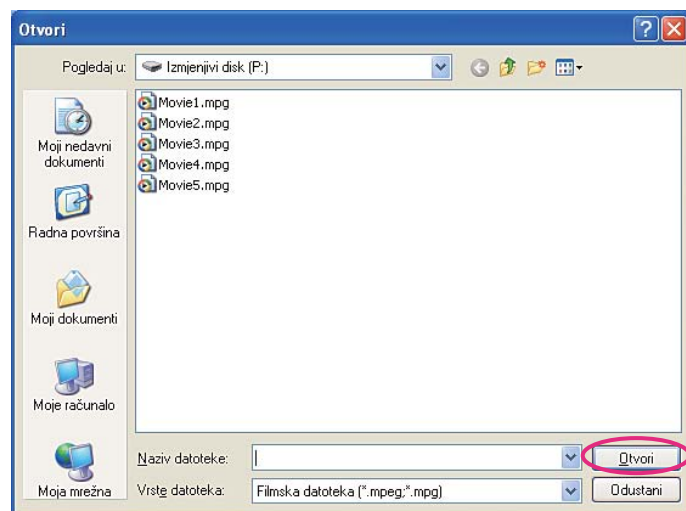 Otvori
Pogledaj u:
Izmjenjivi disk (P:)
Movie1.mpg
Movie2.mpg
Movie3.mpg
Movie4.mpg
Movie5.mpg
Moji nedavni
dokumenti
Radna površina
Moji dokumenti
Moje računalo
Moja mrežna
Naziv datoteke:
Otvori
Vrste datoteka:
Filmska datoteka (*.mpeg;*.mpg)
Odustani